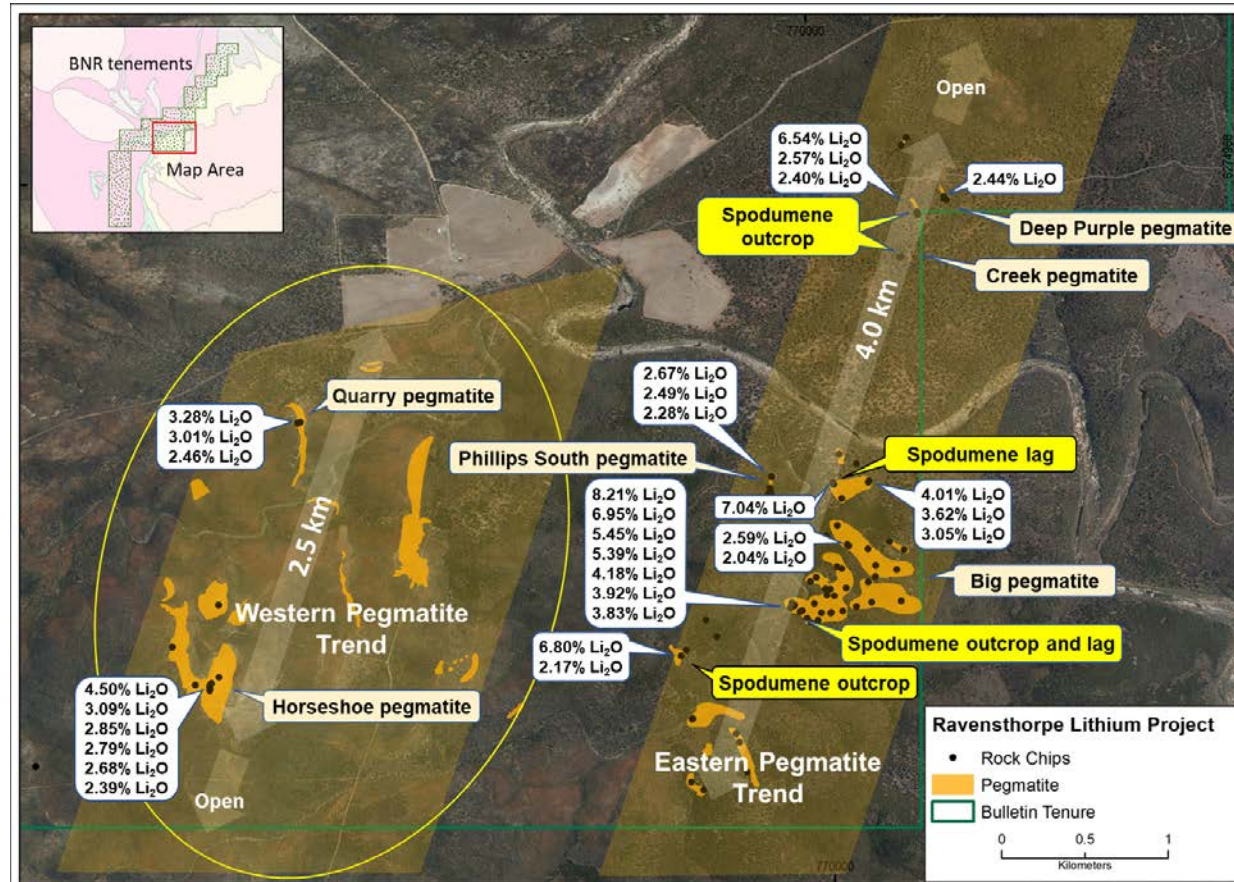 BNR tenements
Map Area
770000
6274988
Open
6.54% Li₂O
2.57% Li₂O
2.40% Li₂O
2.44% Li₂O
Spodumene
outcrop
Deep Purple pegmatite
Creek pegmatite
4.0 km
2.67% Li₂O
2.49% Li₂O
2.28% Li₂O
Quarry pegmatite
3.28% Li₂O
3.01% Li₂O
2.46% Li₂O
Phillips South pegmatite
Spodumene lag
8.21% Li₂O
6.95% Li₂O
5.45% Li₂O
5.39% Li₂O
4.18% Li₂O
3.92% Li₂O
3.83% Li₂O
7.04% Li₂O
4.01% Li₂O
3.62% Li₂O
3.05% Li₂O
2.59% Li₂O
2.04% Li₂O
2.5 km
Big pegmatite
Western Pegmatite
Trend
Spodumene outcrop and lag
6.80% Li₂O
2.17% Li₂O
Spodumene outcrop
4.50% Li₂O
3.09% Li₂O
2.85% Li₂O
2.79% Li₂O
2.68% Li₂O
2.39% Li₂O
Horseshoe pegmatite
Open
Eastern Pegmatite
Trend
Ravensthorpe Lithium Project
Rock Chips
Pegmatite
Bulletin Tenure
0 0.5 1
Kilometers
770000